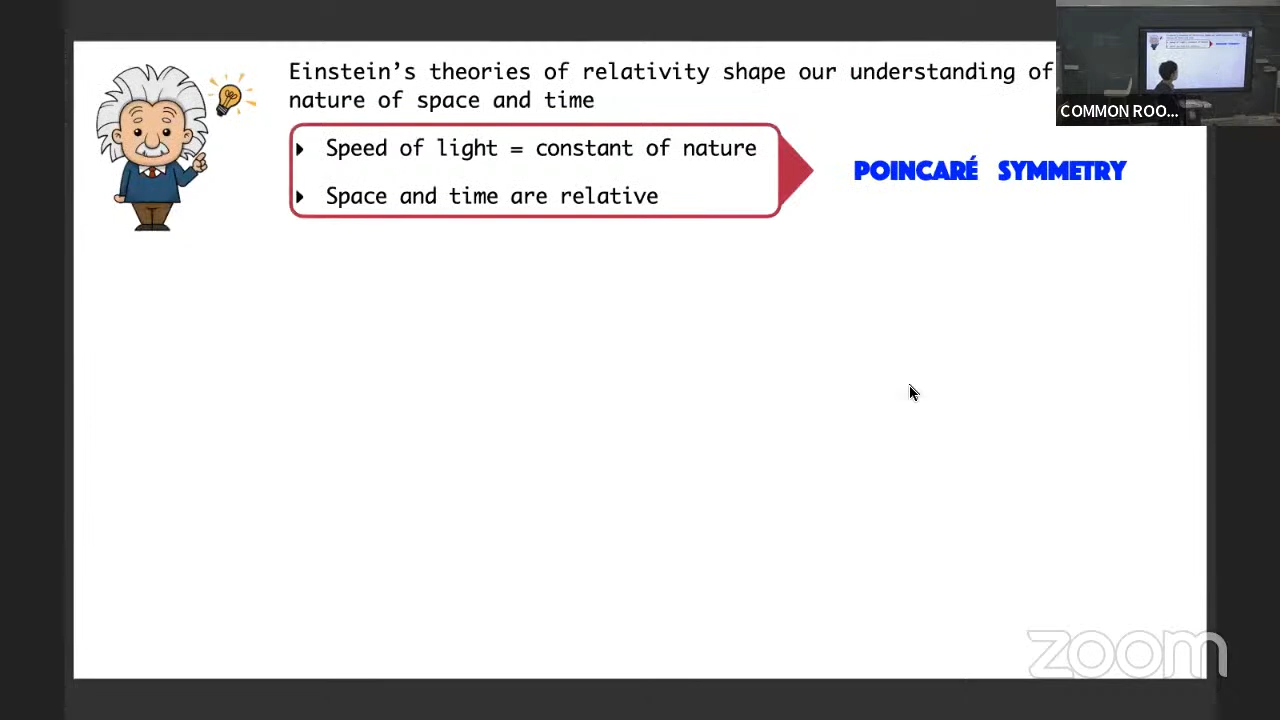 Einstein’s theories of relativity shape our understanding of
nature of space and time
‣ Speed of light = constant of nature
‣ Space and time are relative
POINCARÉ SYMMETRY
COMMON ROO...
zoom